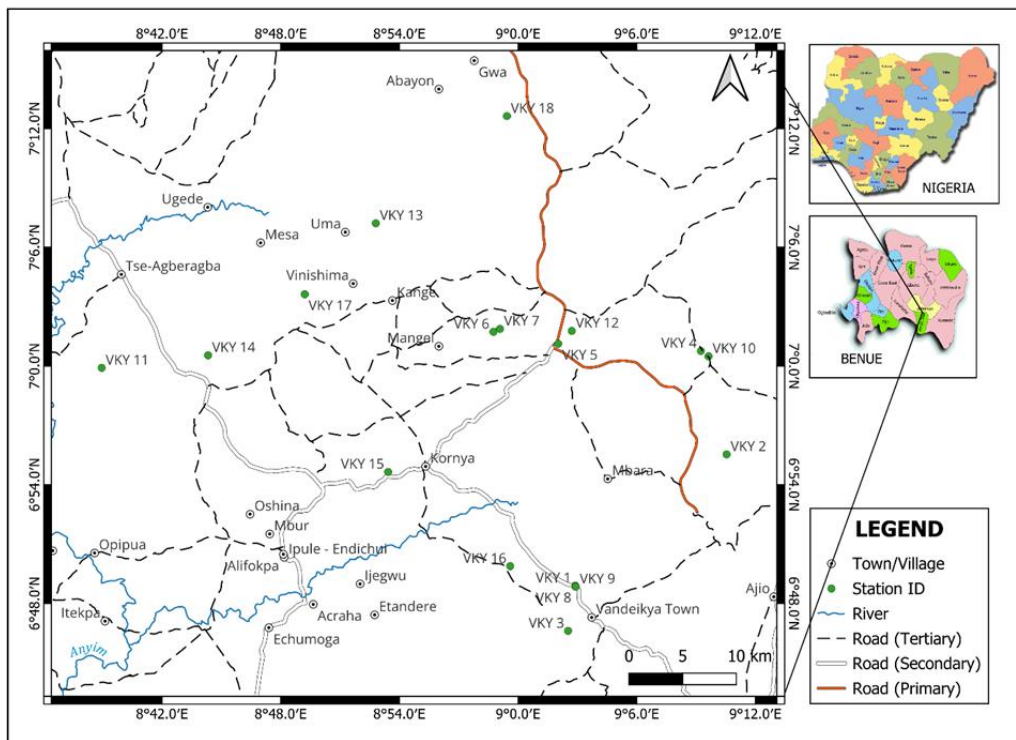 8°42.0'E 8°48.0'E 8°54.0'E 9°0.0'E 9°6.0'E 9°12.0'E
Gwa
Abayon
VKY 18
7°12.0'N
7°12.0'N
Ugede
VKY 13
Uma
Mesa
7°6.0'N
7°6.0'N
Tse-Agberagba
Vinishima
VKY 17
Kange
VKY 6
VKY 7
VKY 12
Mangel
VKY 14
VKY 5
VKY 4
VKY 10
VKY 11
7°0.0'N
7°0.0'N
VKY 2
VKY 15
Kornya
Mbara
6°54.0'N
6°54.0'N
Oshina
Mbur
Opipua
Ipule - Endichul
Alifokpa
VKY 16
Ijegwu
VKY 1
VKY 9
VKY 8
Ajio
6°48.0'N
6°48.0'N
Itekpa
Acraha
Etandere
Vandeikya Town
Echumoga
VKY 3
Anyim
0 5 10 km
8°42.0'E 8°48.0'E 8°54.0'E 9°0.0'E 9°6.0'E 9°12.0'E
NIGERIA
BENUE
LEGEND
Town/Village
Station ID
River
Road (Tertiary)
Road (Secondary)
Road (Primary)